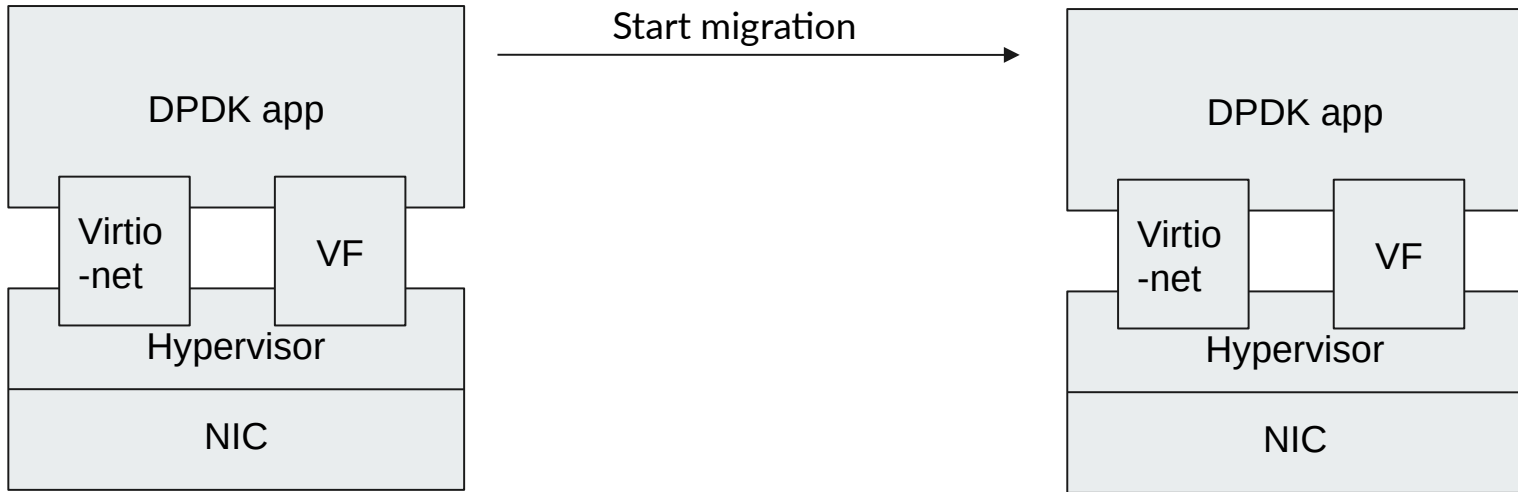 Start migration
DPDK app
Virtio
-net
VF
Hypervisor
NIC
DPDK app
Virtio
-net
VF
Hypervisor
NIC